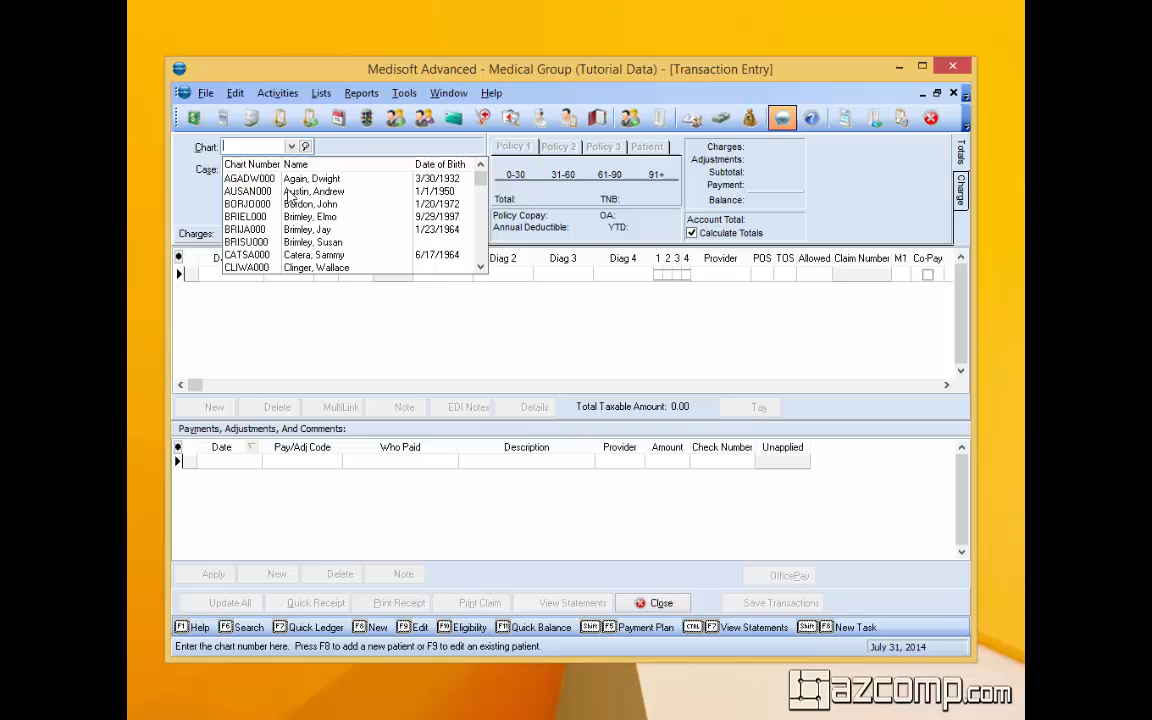 Medisoft Advanced - Medical Group (Tutorial Data) - [Transaction Entry]
File Edit Activities Lists Reports Tools Window Help
Chart:
Case:
Charges:
Chart Number Name Date of Birth
AGADW000 Again, Dwight 3/30/1932
AUSAN000 Austin, Andrew 1/1/1950
BORJO000 Bordon, John 1/20/1972
BRIEL000 Brimley, Elmo 9/29/1997
BRIJA000 Brimley, Jay 1/23/1964
BRISU000 Brimley, Susan
CATSA000 Catera, Sammy 6/17/1964
CLIWA000 Clinger, Wallace
Policy 1 Policy 2 Policy 3 Patient
0-30 31-60 61-90 91+
Total: TNB:
Policy Copay: OA:
Annual Deductible: YTD:
Charges:
Adjustments:
Subtotal:
Payment:
Balance:
Account Total:
Calculate Totals
Totals
Charge
D Diag 2 Diag 3 Diag 4 1 2 3 4 Provider POS TOS Allowed Claim Number M1 Co-Pay
New Delete MultiLink Note EDI Notes Details Total Taxable Amount: 0.00 Tax
Payments, Adjustments, And Comments:
Date Pay/Adj Code Who Paid Description Provider Amount Check Number Unapplied
Apply New Delete Note OfficePay
Update All Quick Receipt Print Receipt Print Claim View Statements Close Save Transactions
F1 Help F6 Search F7 Quick Ledger F8 New F9 Edit F10 Eligibility F11 Quick Balance Shift F5 Payment Plan CTRL F7 View Statements Shift F8 New Task
Enter the chart number here. Press F8 to add a new patient or F9 to edit an existing patient. July 31, 2014
azcomp.com